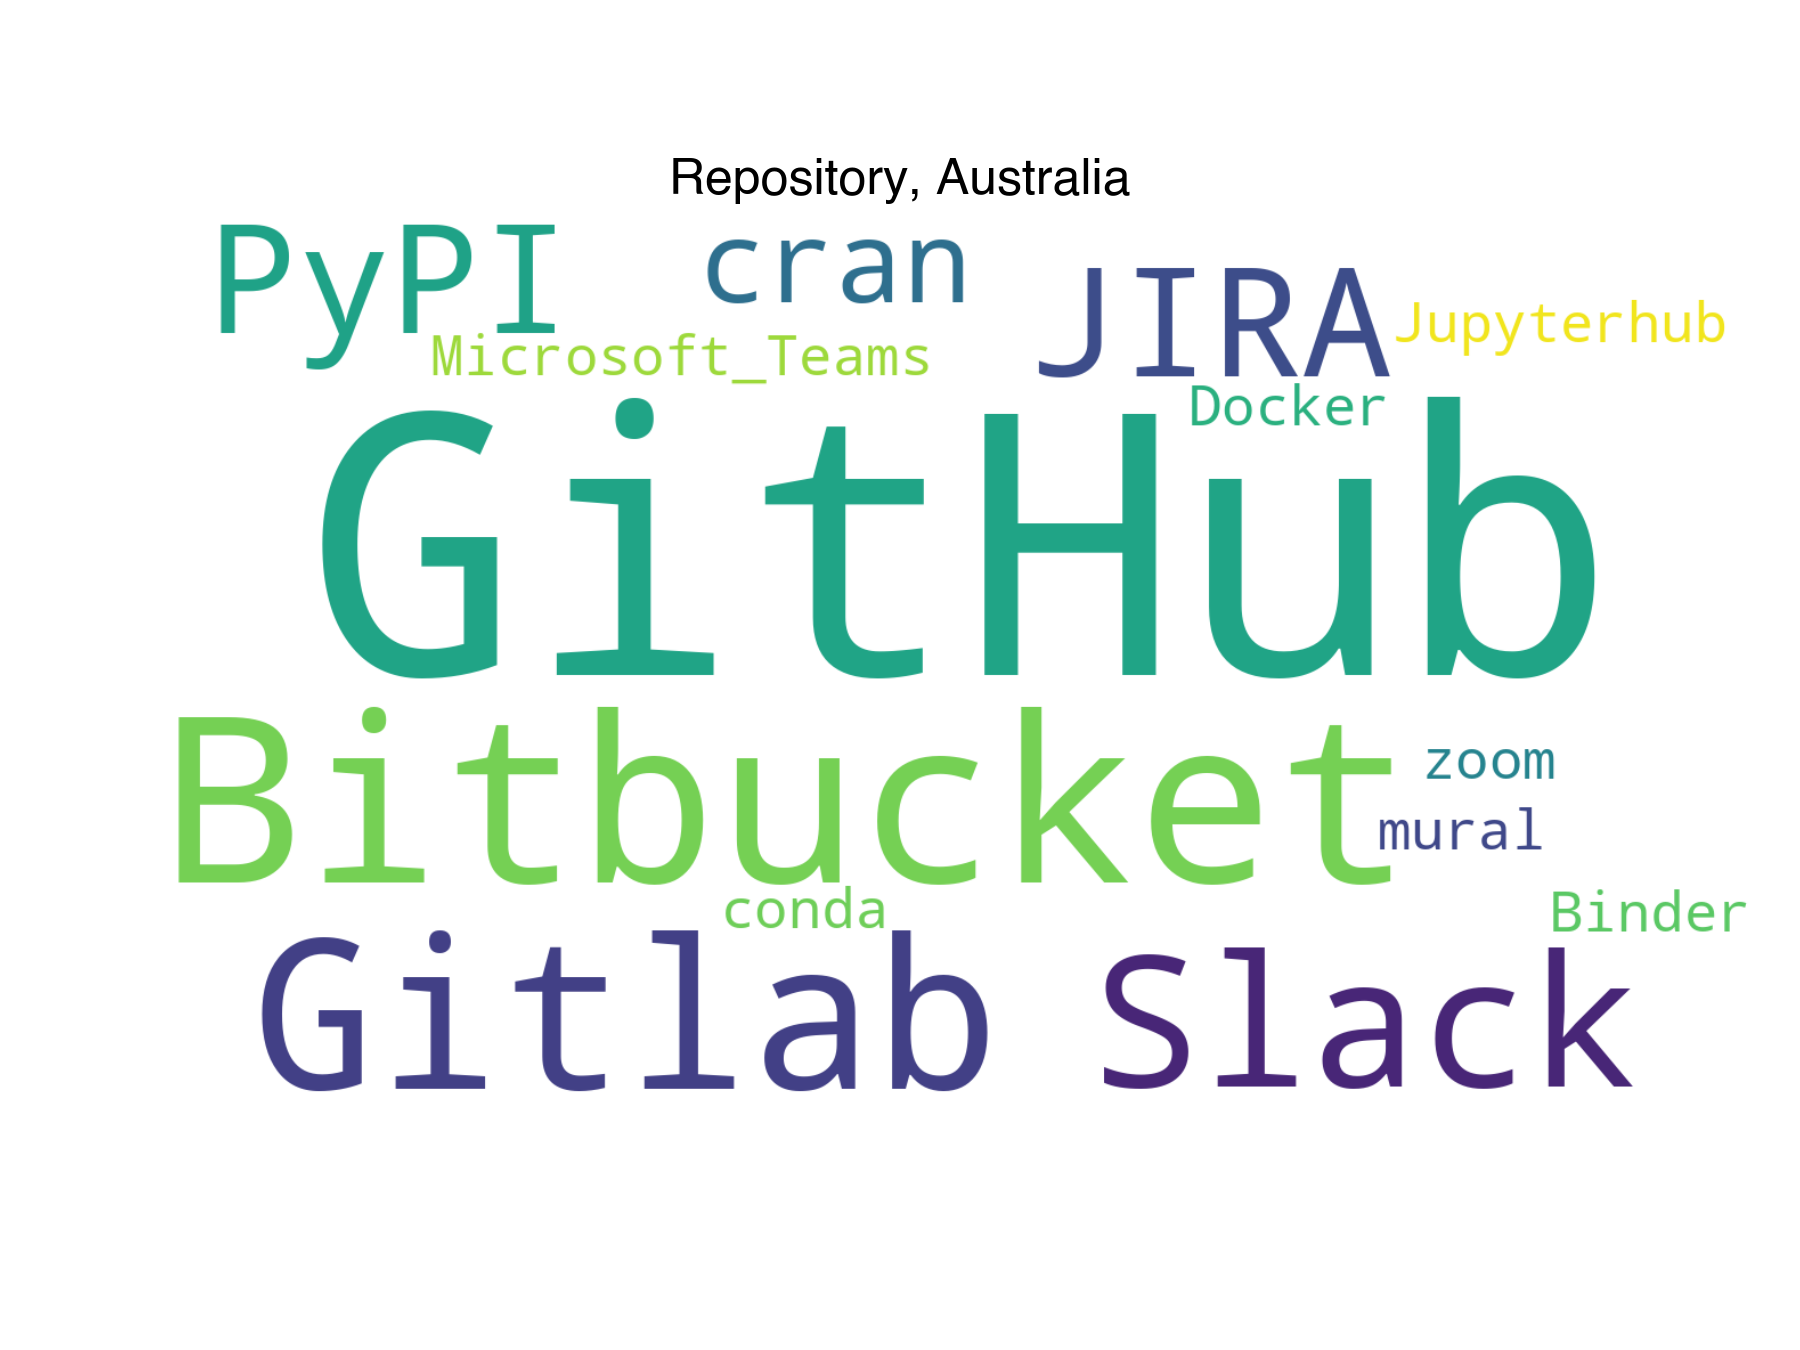 Repository, Australia
PyPI
cran
JIRA
Jupyterhub
Microsoft_Teams
Docker
GitHub
Bitbucket
zoom
mural
conda
Binder
Gitlab
Slack